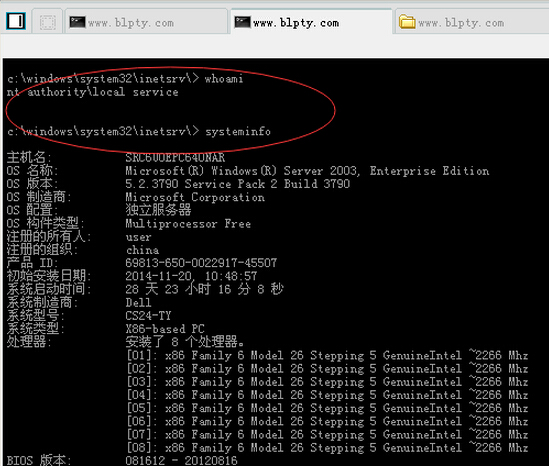 www.blpty.com www.blpty.com www.blpty.com
c:\windows\system32\inetsrv\> whoami
nt authority\local service
c:\windows\system32\inetsrv\> systeminfo
主机名: SRC6U0EPC64UNAR
OS 名称: Microsoft(R) Windows(R) Server 2003, Enterprise Edition
OS 版本: 5.2.3790 Service Pack 2 Build 3790
OS 制造商: Microsoft Corporation
OS 配置: 独立服务器
OS 构件类型: Multiprocessor Free
注册的所有人: user
注册的组织: china
产品 ID: 69813-650-0022917-45507
初始安装日期: 2014-11-20, 10:48:57
系统启动时间: 28 天 23 小时 16 分 8 秒
系统制造商: Dell
系统型号: CS24-TY
系统类型: X86-based PC
处理器: 安装了 8 个处理器。
[01]: x86 Family 6 Model 26 Stepping 5 GenuineIntel ~2266 Mhz
[02]: x86 Family 6 Model 26 Stepping 5 GenuineIntel ~2266 Mhz
[03]: x86 Family 6 Model 26 Stepping 5 GenuineIntel ~2266 Mhz
[04]: x86 Family 6 Model 26 Stepping 5 GenuineIntel ~2266 Mhz
[05]: x86 Family 6 Model 26 Stepping 5 GenuineIntel ~2266 Mhz
[06]: x86 Family 6 Model 26 Stepping 5 GenuineIntel ~2266 Mhz
[07]: x86 Family 6 Model 26 Stepping 5 GenuineIntel ~2266 Mhz
[08]: x86 Family 6 Model 26 Stepping 5 GenuineIntel ~2266 Mhz
BIOS 版本: 081612 - 20120816